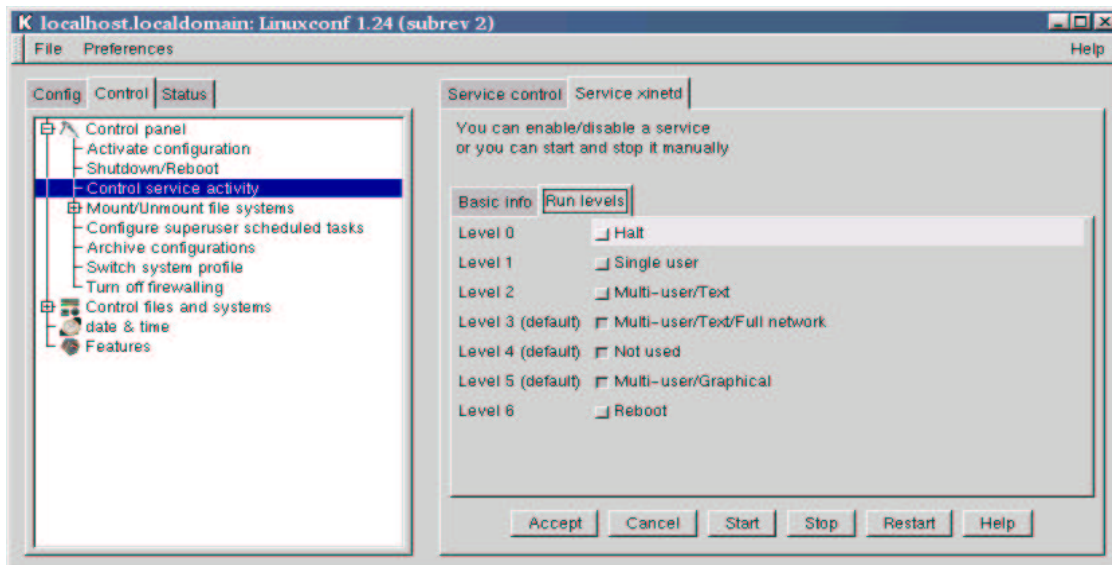 K localhost.localdomain: Linuxconf 1.24 (subrev 2)
File Preferences Help
Config Control Status
Control panel
Activate configuration
Shutdown/Reboot
Control service activity
Mount/Unmount file systems
Configure superuser scheduled tasks
Archive configurations
Switch system profile
Turn off firewalling
Control files and systems
date & time
Features
Service control Service xinetd
You can enable/disable a service
or you can start and stop it manually
Basic info Run levels
Level 0 Halt
Level 1 Single user
Level 2 Multi-user/Text
Level 3 (default) Multi-user/Text/Full network
Level 4 (default) Not used
Level 5 (default) Multi-user/Graphical
Level 6 Reboot
Accept Cancel Start Stop Restart Help